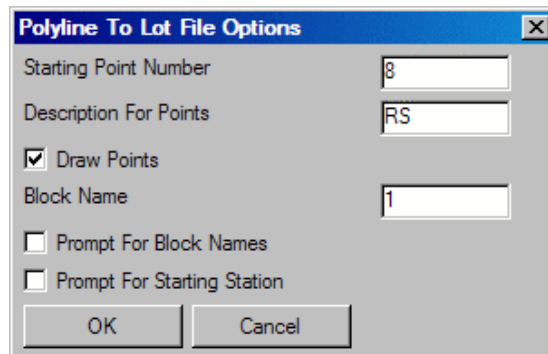 Polyline To Lot File Options
Starting Point Number 8
Description For Points RS
Draw Points
Block Name 1
Prompt For Block Names
Prompt For Starting Station
OK Cancel